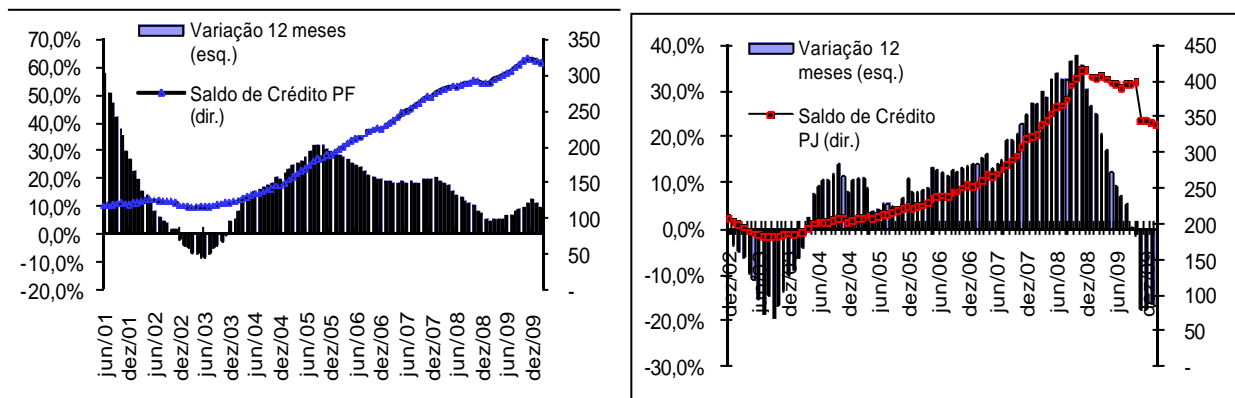 70,0%
60,0%
50,0%
40,0%
30,0%
20,0%
10,0%
0,0%
-10,0%
-20,0%
Variação 12 meses
(esq.)
Saldo de Crédito PF
(dir.)
350
300
250
200
150
100
50
-
jun/01
dez/01
jun/02
dez/02
jun/03
dez/03
jun/04
dez/04
jun/05
dez/05
jun/06
dez/06
jun/07
dez/07
jun/08
dez/08
jun/09
dez/09
40,0%
30,0%
20,0%
10,0%
0,0%
-10,0%
-20,0%
-30,0%
Variação 12
meses (esq.)
Saldo de Crédito
PJ (dir.)
450
400
350
300
250
200
150
100
50
-
dez/02
jun/03
dez/03
jun/04
dez/04
jun/05
dez/05
jun/06
dez/06
jun/07
dez/07
jun/08
dez/08
jun/09
dez/09